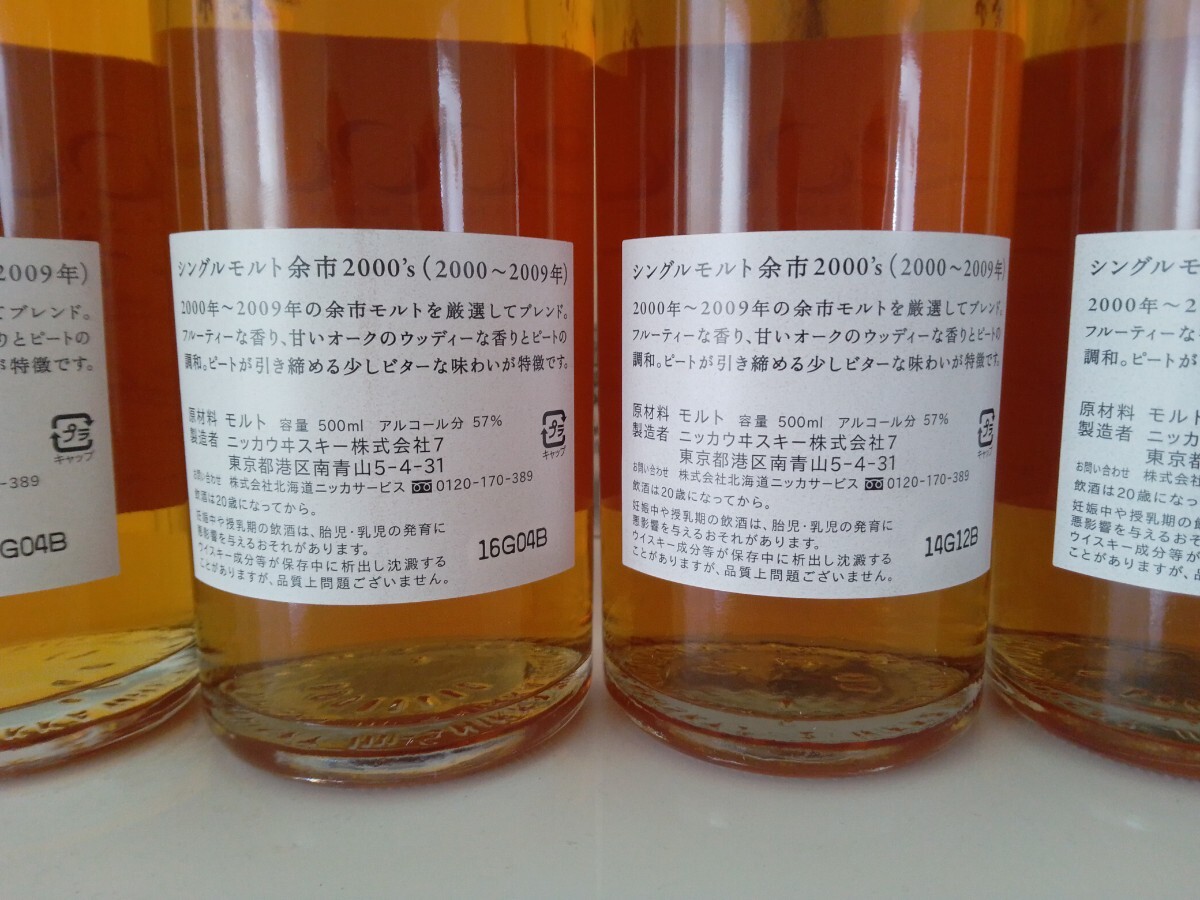 2009年)
てブレンド。
りとピートの
が特徴です。
プラ
キャップ
-389
G04B
シングルモルト余市2000's(2000～2009年)
2000年～2009年の余市モルトを厳選してブレンド。
フルーティーな香り、甘いオークのウッディーな香りとピートの
調和。ピートが引き締める少しビターな味わいが特徴です。
原材料 モルト 容量 500ml アルコール分 57%
製造者 ニッカウヰスキー株式会社7
東京都港区南青山5-4-31
お問い合わせ 株式会社北海道ニッカサービス 0120-170-389
飲酒は20歳になってから。
妊娠中や授乳期の飲酒は、胎児・乳児の発育に
悪影響を与えるおそれがあります。
ウイスキー成分等が保存中に析出し沈澱する
ことがありますが、品質上問題ございません。
プラ
キャップ
16G04B
シングルモルト余市2000's(2000～2009年)
2000年～2009年の余市モルトを厳選してブレンド。
フルーティーな香り、甘いオークのウッディーな香りとピートの
調和。ピートが引き締める少しビターな味わいが特徴です。
原材料 モルト 容量 500ml アルコール分 57%
製造者 ニッカウヰスキー株式会社7
東京都港区南青山5-4-31
お問い合わせ 株式会社北海道ニッカサービス 0120-170-389
飲酒は20歳になってから。
妊娠中や授乳期の飲酒は、胎児・乳児の発育に
悪影響を与えるおそれがあります。
ウイスキー成分等が保存中に析出し沈澱する
ことがありますが、品質上問題ございません。
プラ
キャップ
14G12B
シングルモ
2000年～2
フルーティーな
調和。ピートが
原材料 モルト
製造者 ニッカ
東京都
お問い合わせ 株式会社
飲酒は20歳になってから
妊娠中や授乳期の飲酒
悪影響を与えるおそれ
ウイスキー成分等が保存
ことがありますが、品